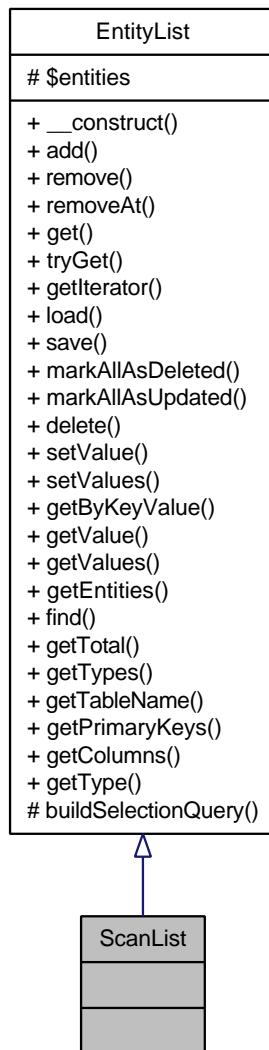 EntityList
# $entities
+ __construct()
+ add()
+ remove()
+ removeAt()
+ get()
+ tryGet()
+ getIterator()
+ load()
+ save()
+ markAllAsDeleted()
+ markAllAsUpdated()
+ delete()
+ setValue()
+ setValues()
+ getByKeyValue()
+ getValue()
+ getValues()
+ getEntities()
+ find()
+ getTotal()
+ getTypes()
+ getTableName()
+ getPrimaryKeys()
+ getColumns()
+ getType()
# buildSelectionQuery()
ScanList